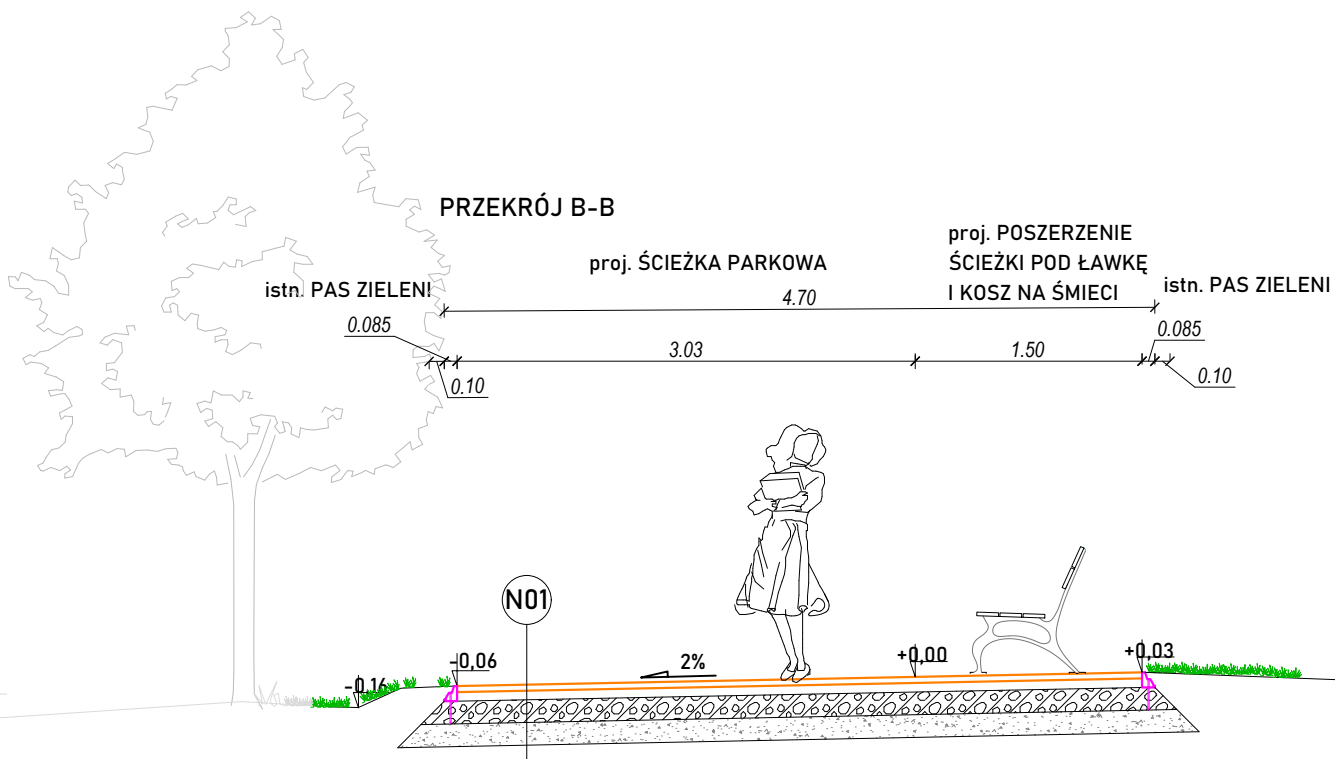 PRZEKRÓJ B-B
proj. POSZERZENIE
ŚCIEŻKI POD ŁAWKĘ
I KOSZ NA ŚMIECI
proj. ŚCIEŻKA PARKOWA
istn. PAS ZIELENI
istn. PAS ZIELENI
4.70
0.085
3.03
1.50
0.085
0.10
0.10
N01
-0,16
-0,06
2%
+0,00
+0,03